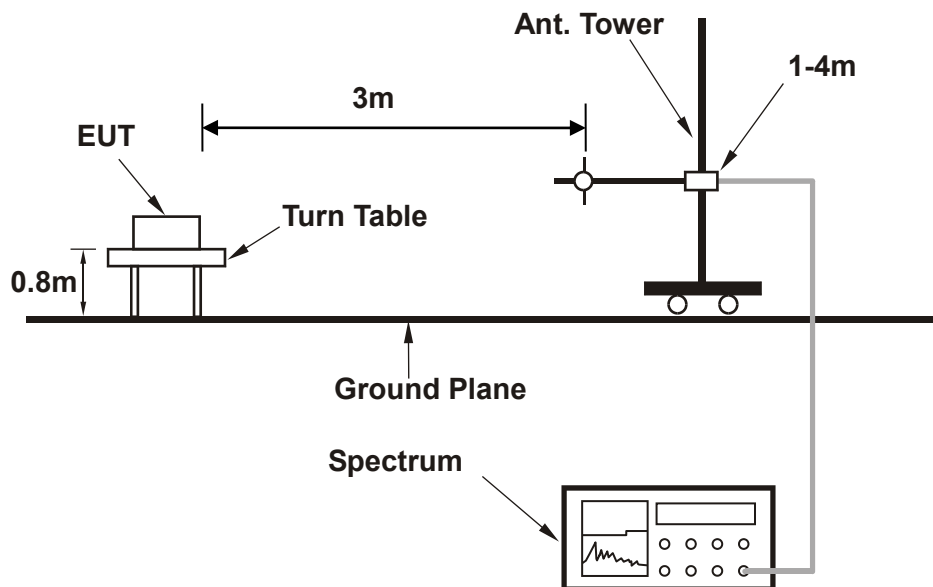 Ant. Tower
1-4m
3m
EUT
Turn Table
0.8m
Ground Plane
Spectrum